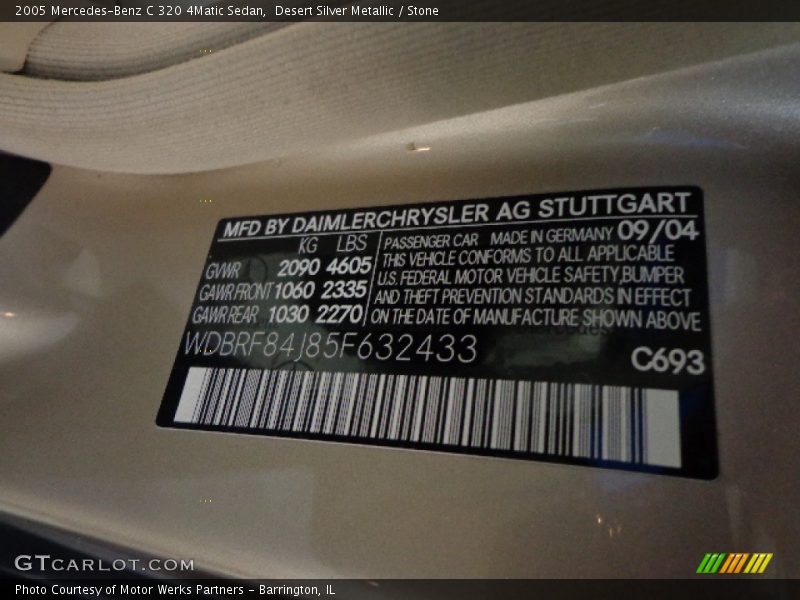 2005 Mercedes-Benz C 320 4Matic Sedan, Desert Silver Metallic / Stone
MFD BY DAIMLERCHRYSLER AG STUTTGART
KG LBS
GVWR 2090 4605
GAWR FRONT 1060 2335
GAWR REAR 1030 2270
PASSENGER CAR MADE IN GERMANY 09/04
THIS VEHICLE CONFORMS TO ALL APPLICABLE
U.S. FEDERAL MOTOR VEHICLE SAFETY, BUMPER
AND THEFT PREVENTION STANDARDS IN EFFECT
ON THE DATE OF MANUFACTURE SHOWN ABOVE
WDBRF84J85F632433
C693
GTCARLOT.COM
Photo Courtesy of Motor Werks Partners - Barrington, IL